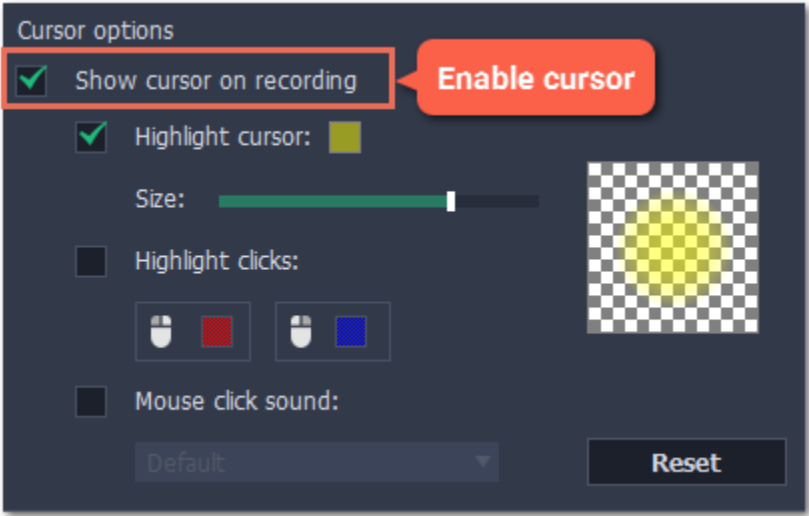 Cursor options
Show cursor on recording
Enable cursor
Highlight cursor:
Size:
Highlight clicks:
Mouse click sound:
Default
Reset